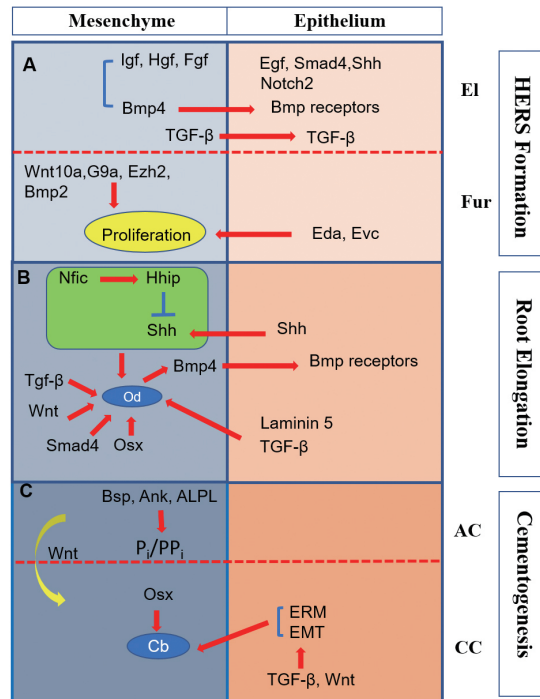 Mesenchyme Epithelium
A
Igf, Hgf, Fgf
Bmp4
TGF-β
Egf, Smad4,Shh
Notch2
Bmp receptors
TGF-β
El
Wnt10a,G9a, Ezh2,
Bmp2
Proliferation
Eda, Evc
Fur
HERS Formation
B
Nfic
Hhip
Shh
Shh
Bmp4
Bmp receptors
Tgf-β
Od
Wnt
Smad4
Osx
Laminin 5
TGF-β
Root Elongation
C
Bsp, Ank, ALPL
Wnt
Pi/PPi
AC
Osx
Cb
ERM
EMT
TGF-β, Wnt
CC
Cementogenesis